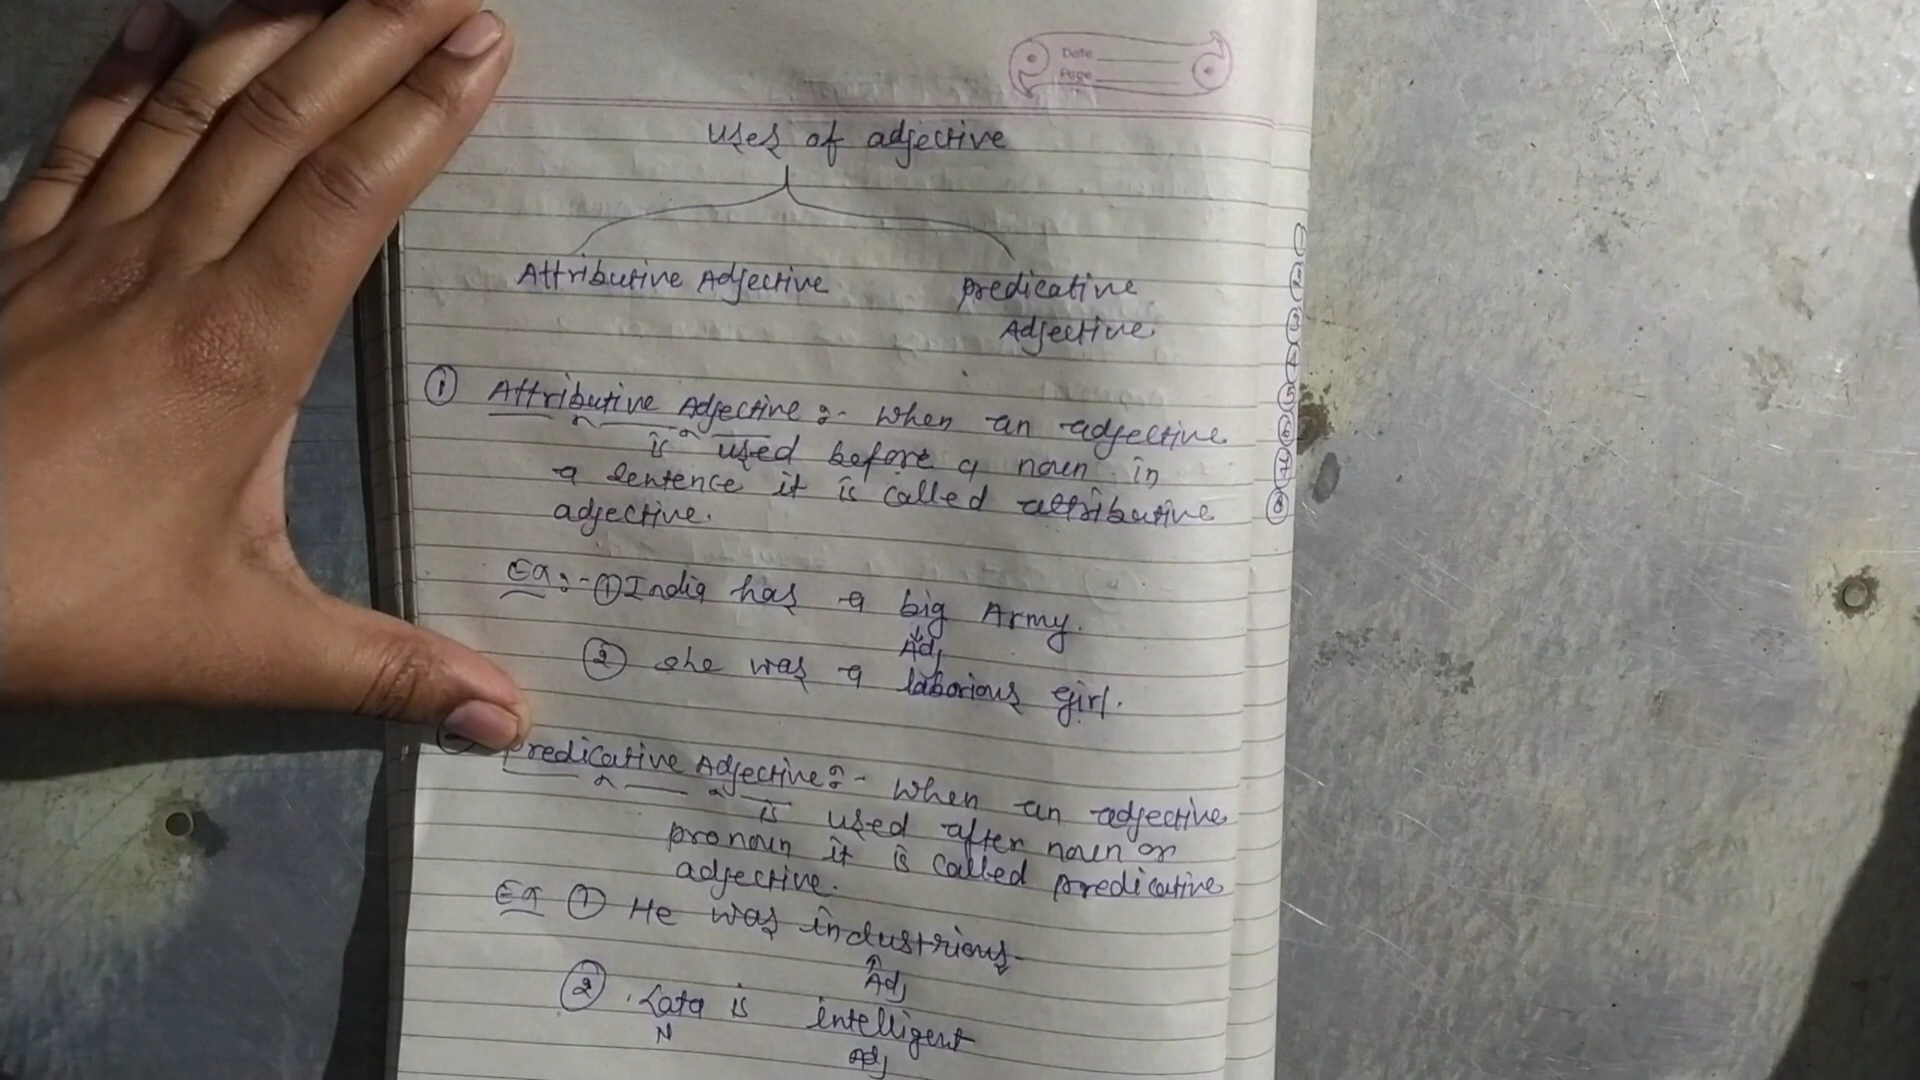 Date
Page
Uses of adjective
Attributive Adjective
predicative
Adjective
① Attributive Adjective :- When an adjective
is used before a noun in
a sentence it is called attributive
adjective.
Ex :- ① India has a big Army.
Adj
② she was a laborious girl.
Predicative Adjective :- When an adjective
is used after noun or
pronoun it is called predicative
adjective.
Ex ① He was industrious
Adj
② Lata is intelligent
N Adj
① ② ③ ④ ⑤ ⑥ ⑦ ⑧